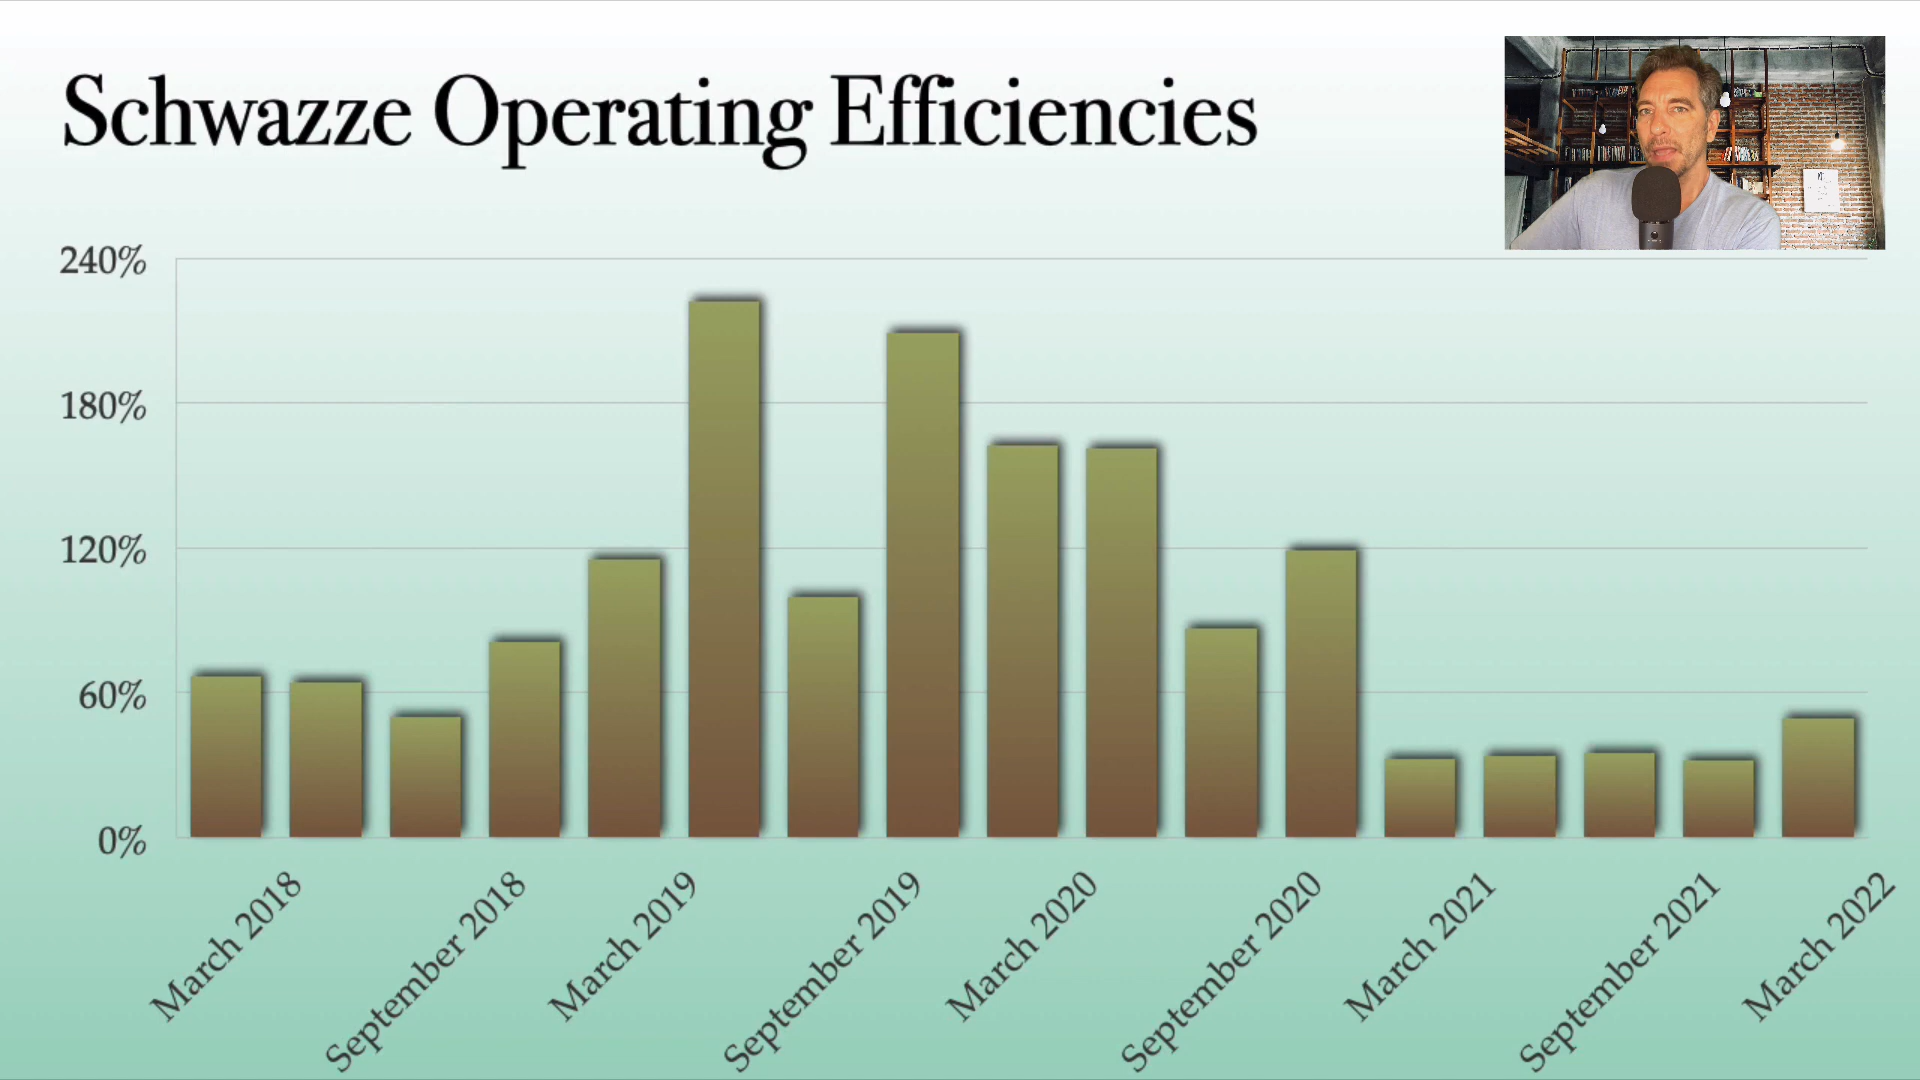 Schwazze Operating Efficiencies
240%
180%
120%
60%
0%
March 2018
September 2018
March 2019
September 2019
March 2020
September 2020
March 2021
September 2021
March 2022